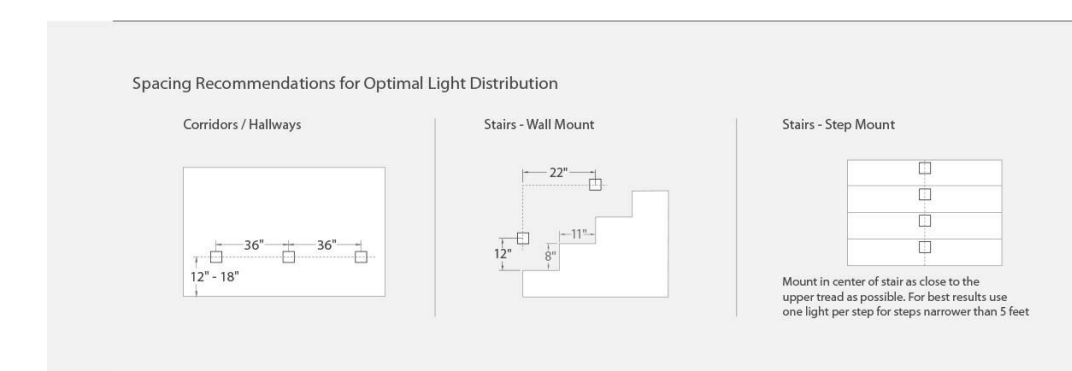 Spacing Recommendations for Optimal Light Distribution
Corridors / Hallways
36"
36"
12" - 18"
Stairs - Wall Mount
22"
11"
12"
8"
Stairs - Step Mount
Mount in center of stair as close to the
upper tread as possible. For best results use
one light per step for steps narrower than 5 feet